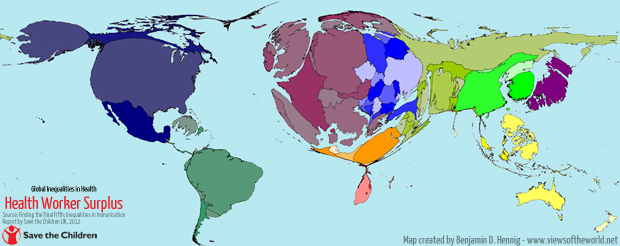 Global Inequalities in Health
Health Worker Surplus
Source: Finding the Final Fifth: Inequalities in Immunisation
Report by Save the Children UK, 2012
Save the Children
Map created by Benjamin D. Hennig - www.viewsoftheworld.net